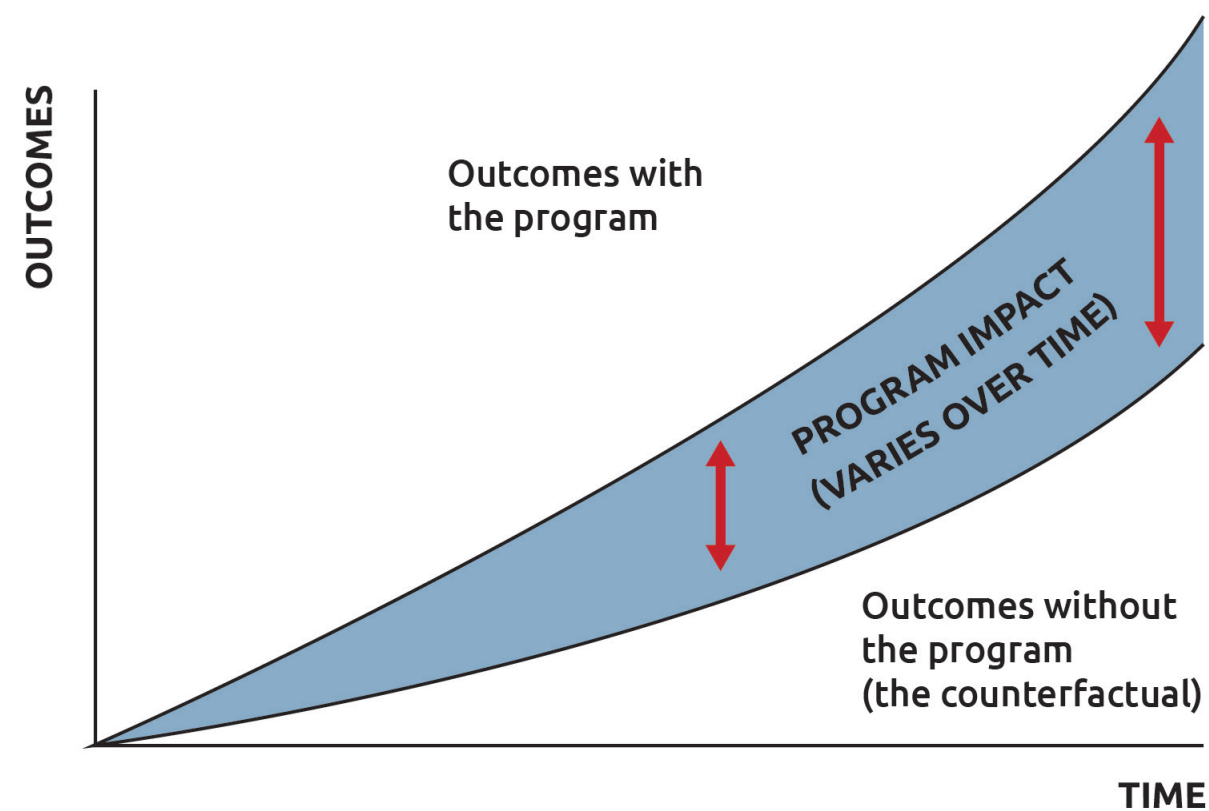 OUTCOMES
Outcomes with
the program
PROGRAM IMPACT
(VARIES OVER TIME)
Outcomes without
the program
(the counterfactual)
TIME